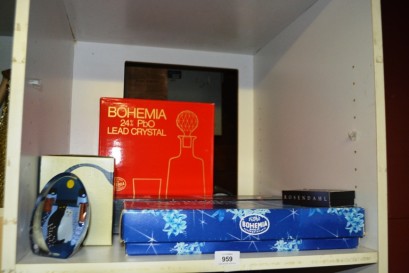 BOHEMIA
24% PbO
LEAD CRYSTAL
ROSENDAHL
BOHEMIA
959